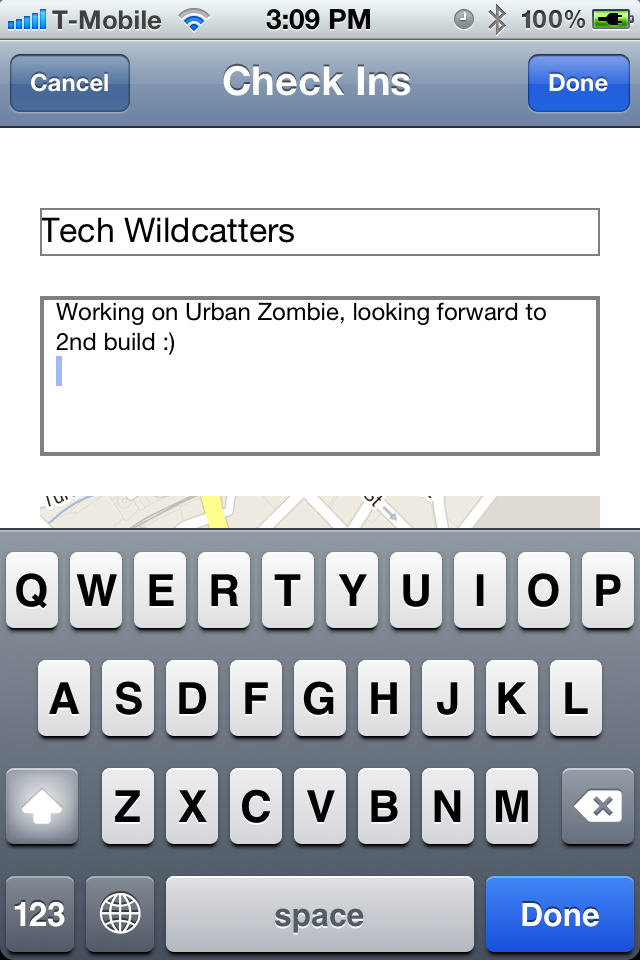 T-Mobile 3:09 PM 100%
Cancel Check Ins Done
Tech Wildcatters
Working on Urban Zombie, looking forward to
2nd build :)
St
Q W E R T Y U I O P
A S D F G H J K L
Z X C V B N M
123 space Done